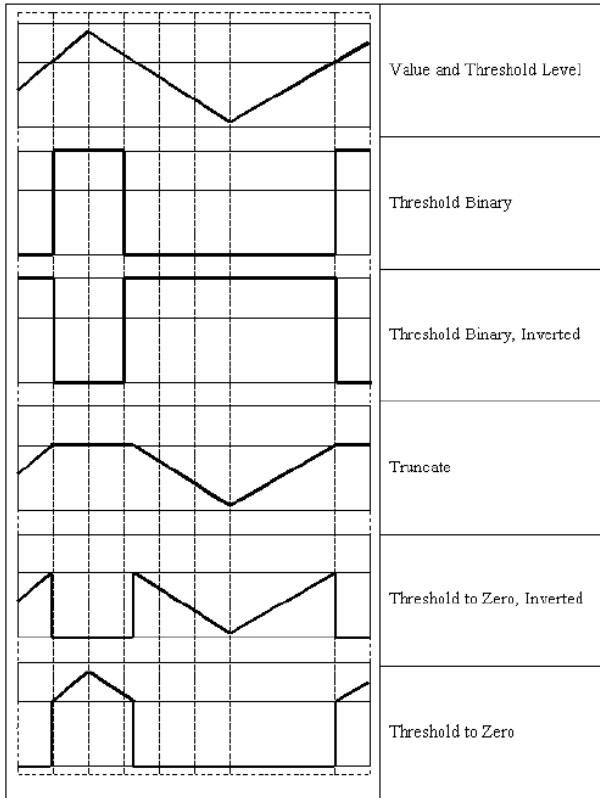 Value and Threshold Level
Threshold Binary
Threshold Binary, Inverted
Truncate
Threshold to Zero, Inverted
Threshold to Zero